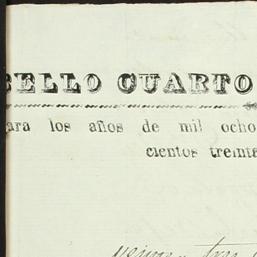 SELLO CUARTO
para los años de mil ocho
cientos treinta